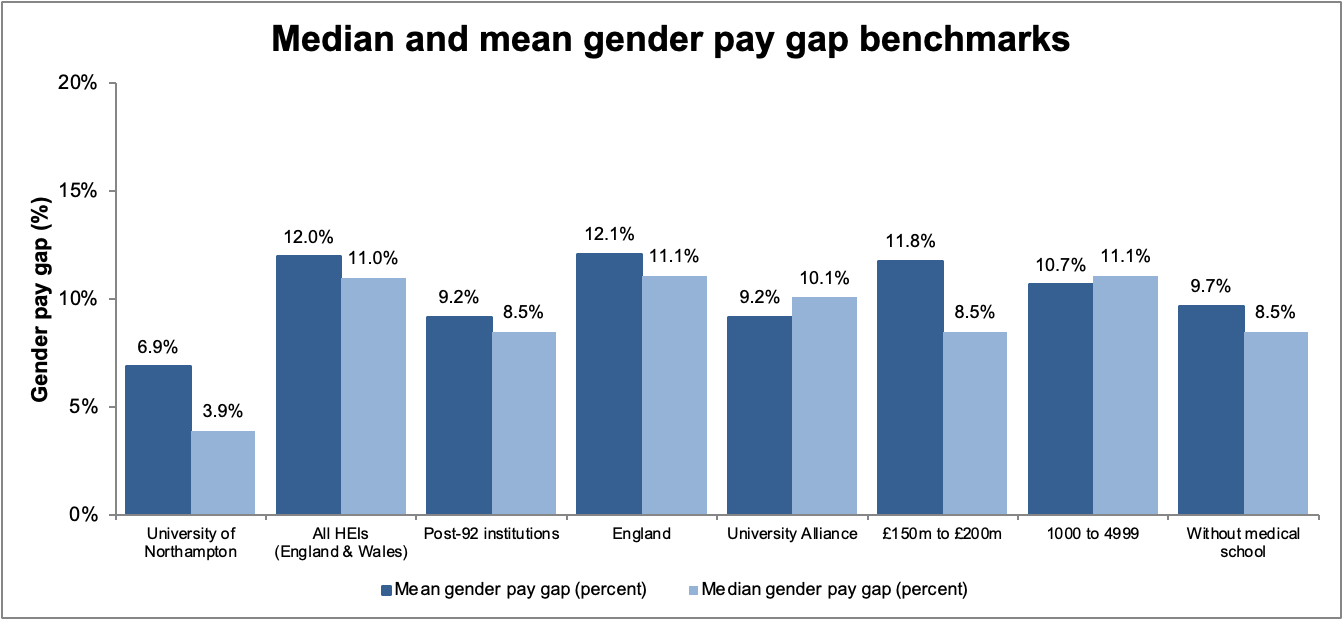 Median and mean gender pay gap benchmarks
Gender pay gap (%)
20%
15%
10%
5%
0%
6.9%
3.9%
12.0%
11.0%
9.2%
8.5%
12.1%
11.1%
9.2%
10.1%
11.8%
8.5%
10.7%
11.1%
9.7%
8.5%
University of
Northampton
All HEIs
(England & Wales)
Post-92 institutions
England
University Alliance
£150m to £200m
1000 to 4999
Without medical
school
Mean gender pay gap (percent)
Median gender pay gap (percent)